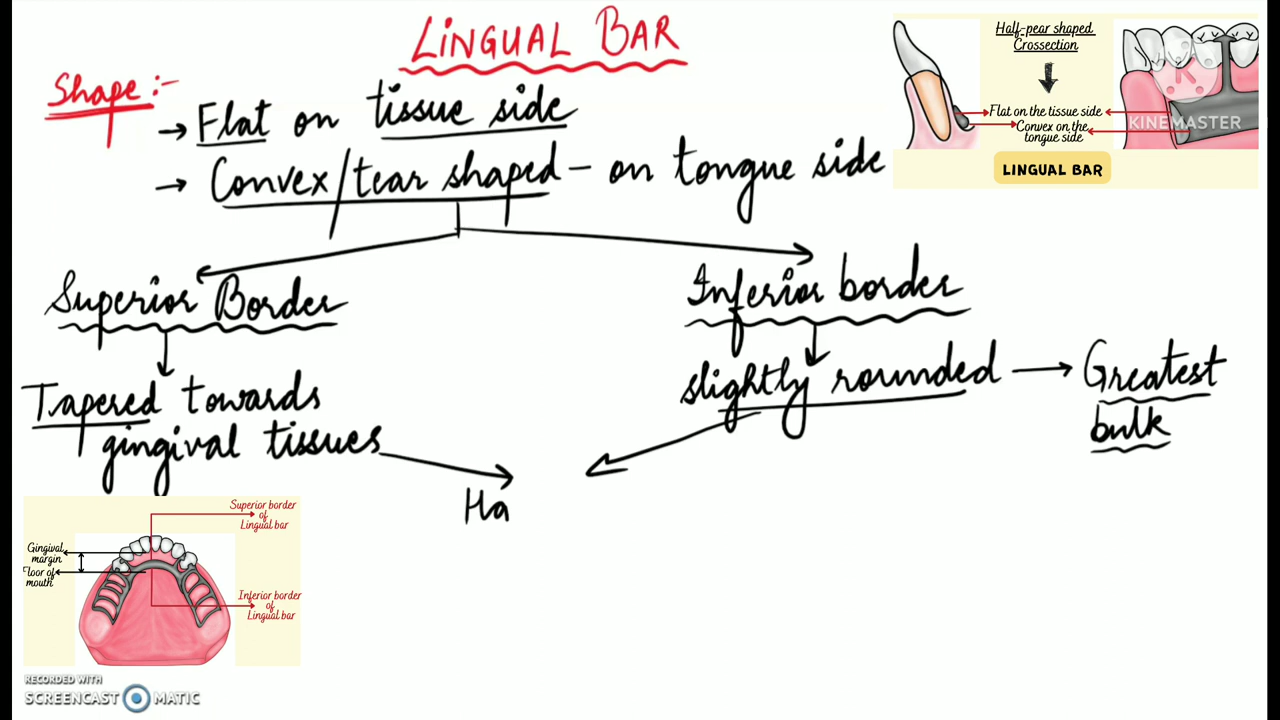 LINGUAL BAR
Shape :-
→ Flat on tissue side
→ Convex/tear shaped – on tongue side
Superior Border
Inferior border
Tapered towards
gingival tissues
slightly rounded → Greatest
bulk
Ha
Half-pear shaped
Crossection
Flat on the tissue side
Convex on the
tongue side
KINEMASTER
LINGUAL BAR
Superior border
of
Lingual bar
Gingival
margin
Floor of
mouth
Inferior border
of
Lingual bar
RECORDED WITH
SCREENCAST MATIC